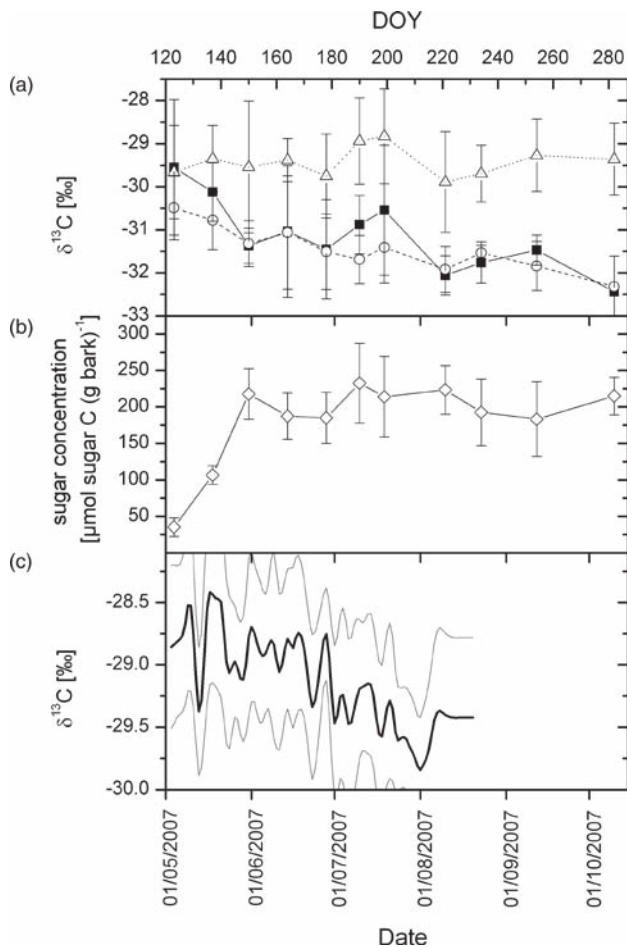 DOY
120 140 160 180 200 220 240 260 280
(a)
-28
-29
-30
-31
-32
-33
δ¹³C [‰]
(b)
300
250
200
150
100
50
sugar concentration
[µmol sugar C (g bark)⁻¹]
(c)
-28.5
-29.0
-29.5
-30.0
δ¹³C [‰]
01/05/2007
01/06/2007
01/07/2007
01/08/2007
01/09/2007
01/10/2007
Date